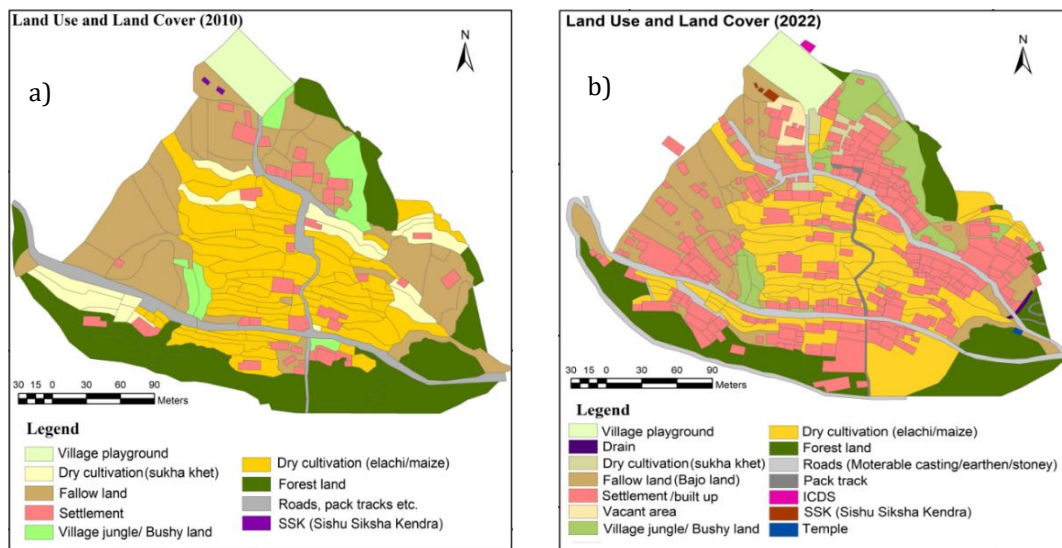 Land Use and Land Cover (2010)
N
a)
30 15 0 30 60 90
Meters
Legend
Village playground
Dry cultivation (sukha khet)
Fallow land
Settlement
Village jungle/ Bushy land
Dry cultivation (elachi/maize)
Forest land
Roads, pack tracks etc.
SSK (Sishu Siksha Kendra)
Land Use and Land Cover (2022)
N
b)
30 15 0 30 60 90
Meters
Legend
Village playground
Drain
Dry cultivation (sukha khet)
Fallow land (Bajo land)
Settlement /built up
Vacant area
Village jungle/ Bushy land
Dry cultivation (elachi/maize)
Forest land
Roads (Moterable casting/earthen/stoney)
Pack track
ICDS
SSK (Sishu Siksha Kendra)
Temple